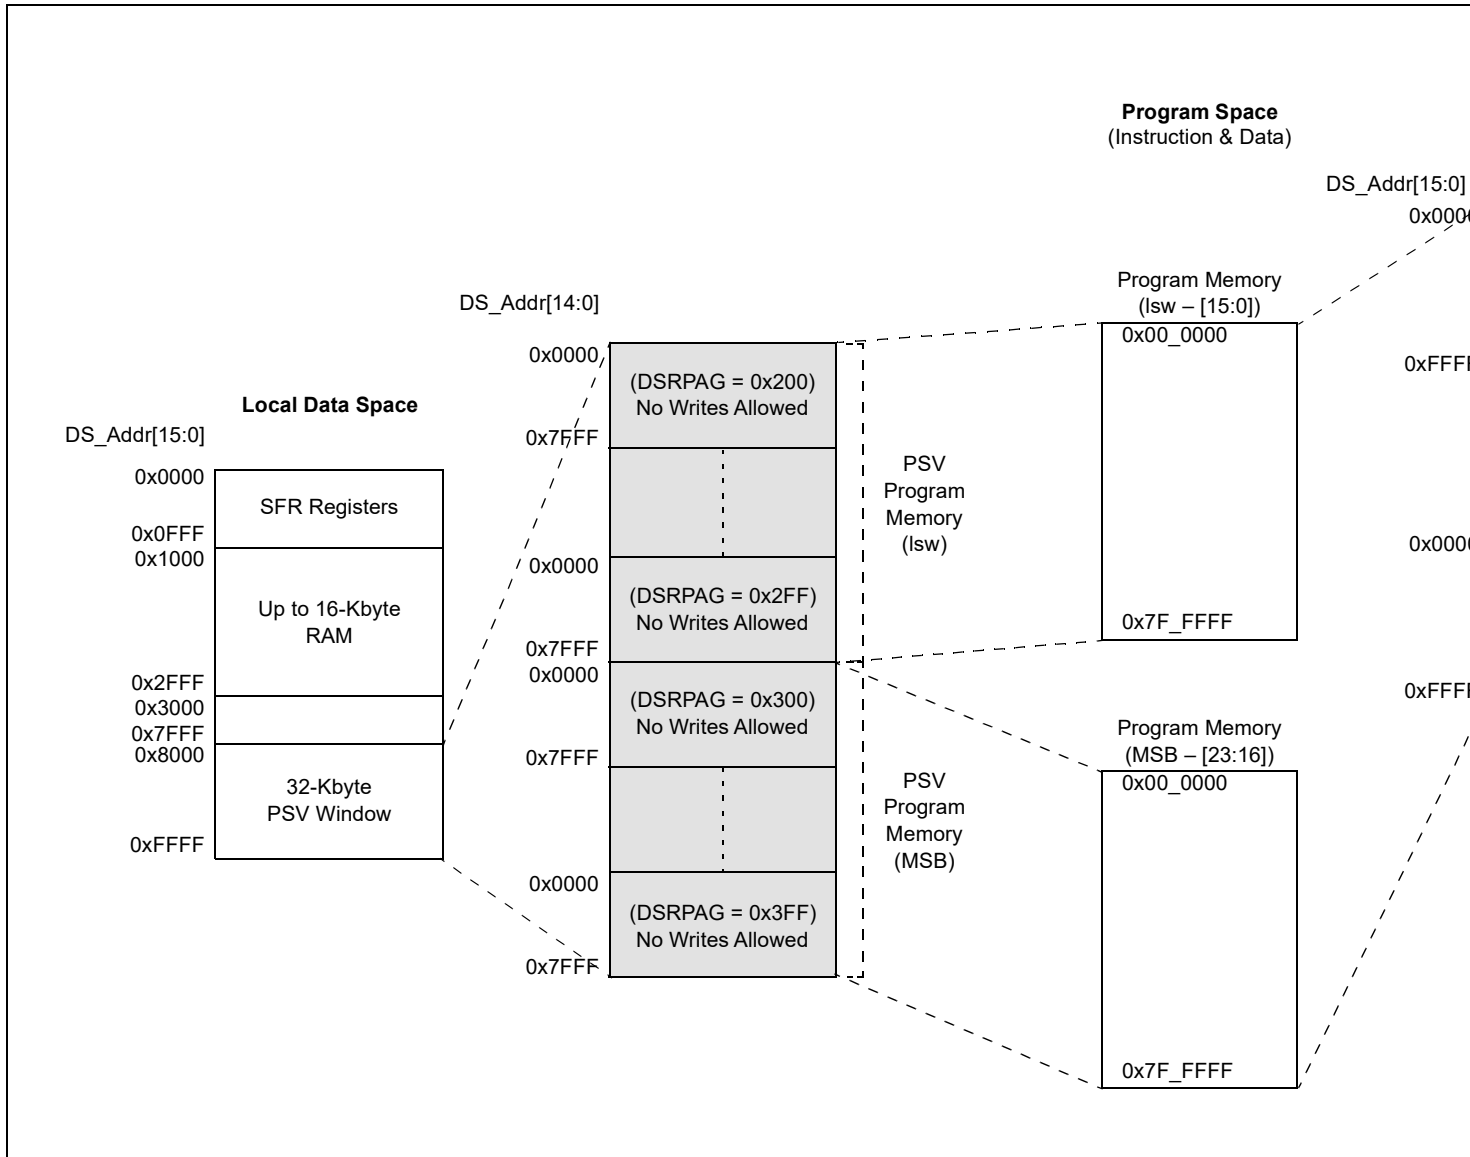 Program Space
(Instruction & Data)
DS_Addr[15:0]
Program Memory
(lsw – [15:0])
0x00_0000
0x7F_FFFF
DS_Addr[14:0]
0x0000
(DSRPAG = 0x200)
No Writes Allowed
0x7FFF
0x0000
(DSRPAG = 0x2FF)
No Writes Allowed
0x7FFF
0x0000
(DSRPAG = 0x300)
No Writes Allowed
0x7FFF
0x0000
(DSRPAG = 0x3FF)
No Writes Allowed
0x7FFF
PSV
Program
Memory
(lsw)
PSV
Program
Memory
(MSB)
Local Data Space
DS_Addr[15:0]
0x0000
SFR Registers
0x0FFF
0x1000
Up to 16-Kbyte
RAM
0x2FFF
0x3000
0x7FFF
0x8000
32-Kbyte
PSV Window
0xFFFF
Program Memory
(MSB – [23:16])
0x00_0000
0x7F_FFFF